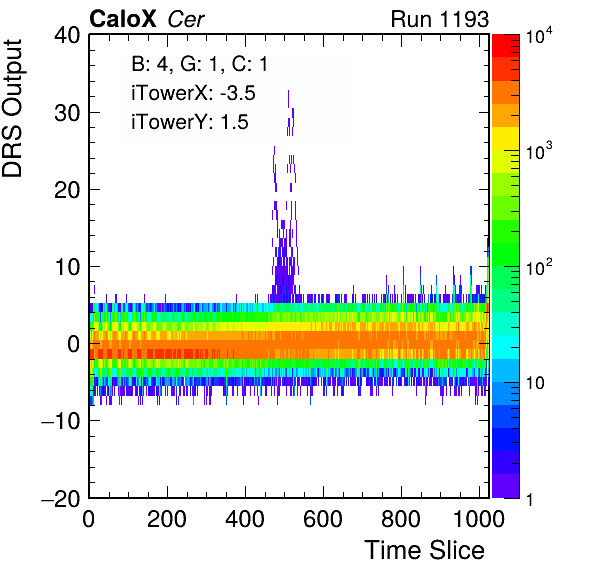 CaloX Cer Run 1193
B: 4, G: 1, C: 1
iTowerX: -3.5
iTowerY: 1.5
DRS Output
40
30
20
10
0
−10
−20
0 200 400 600 800 1000
Time Slice
10^4
10^3
10^2
10
1